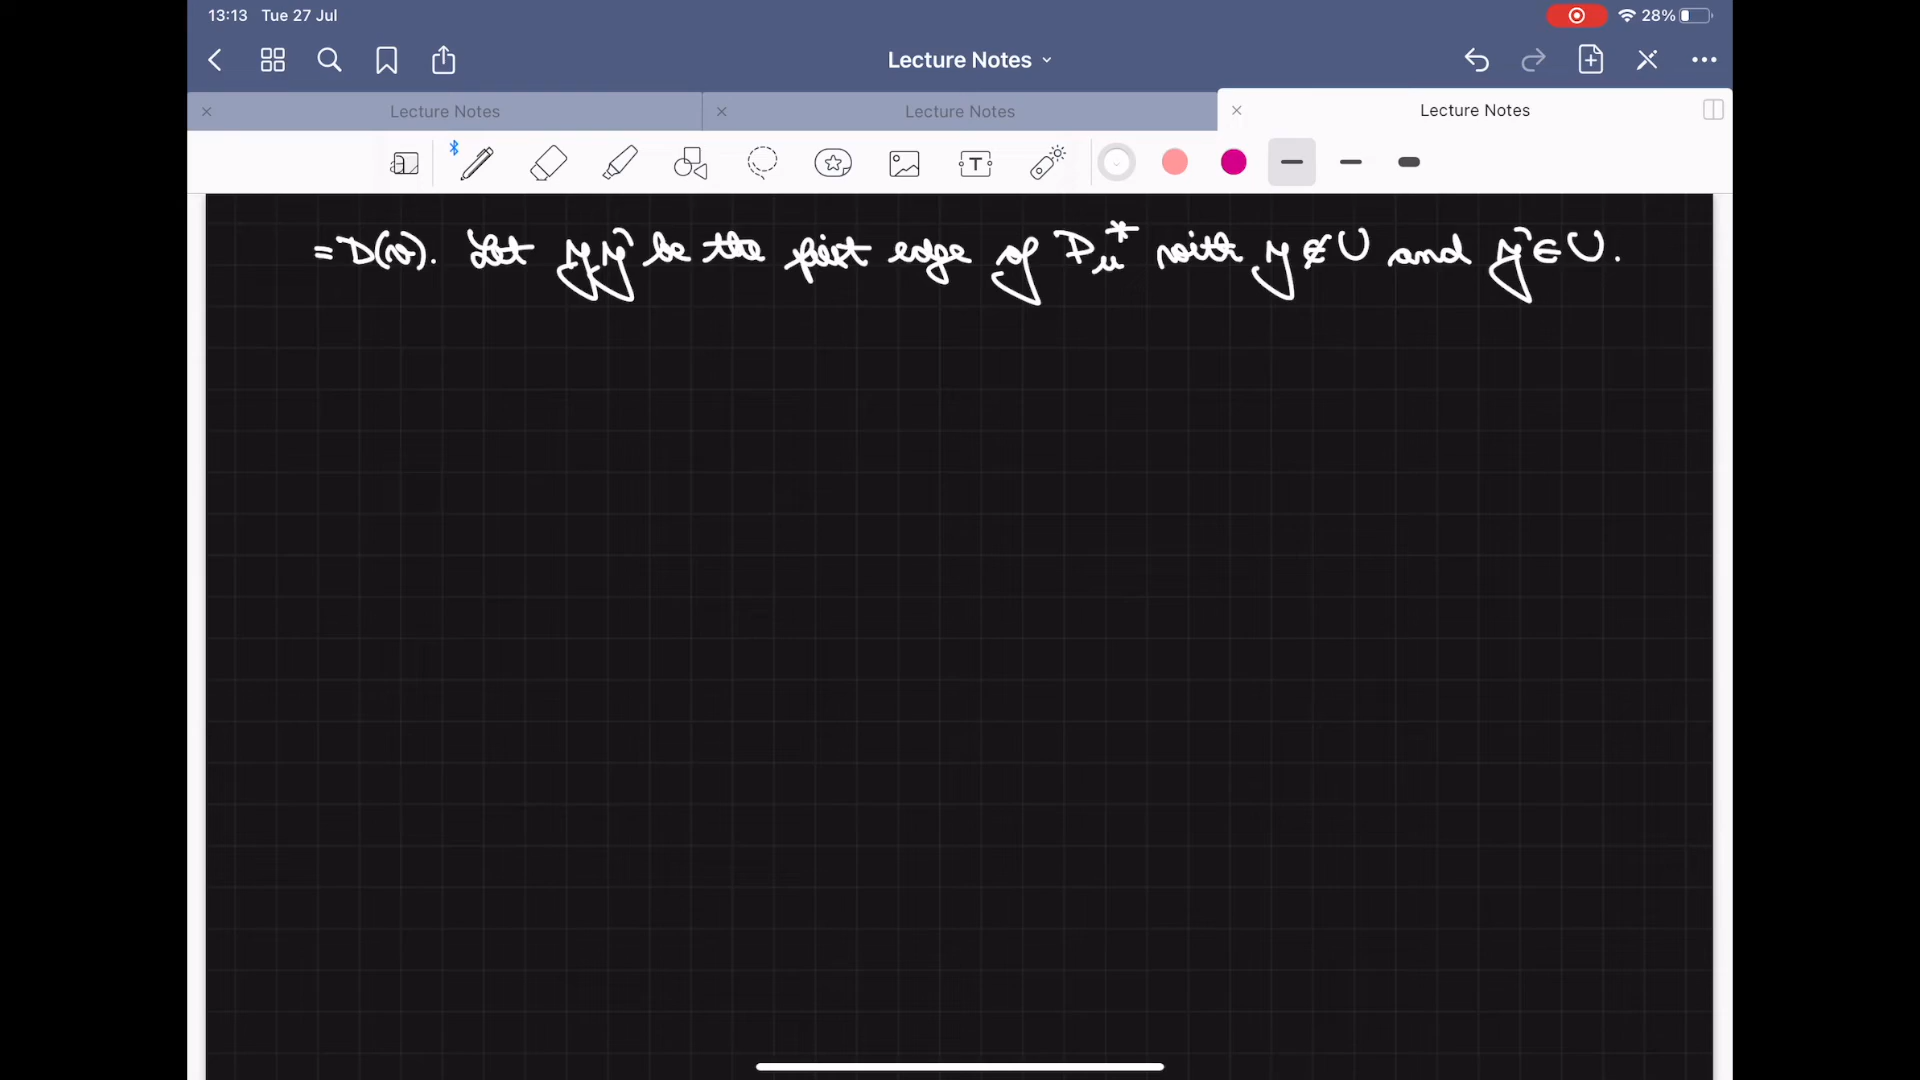 13:13 Tue 27 Jul 28%
Lecture Notes
Lecture Notes Lecture Notes Lecture Notes
= D(v). Let yy' be the first edge of P_u^* with y ∉ U and y' ∈ U.